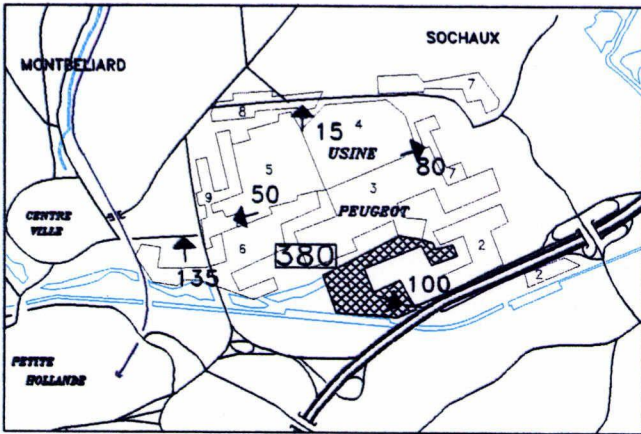 SOCHAUX
MONTBELIARD
7
8
4
15
USINE
80
7
5
3
9
50
CENTRE
VILLE
PEUGEOT
6
380
2
135
100
2
PETITE
HOLLANDE